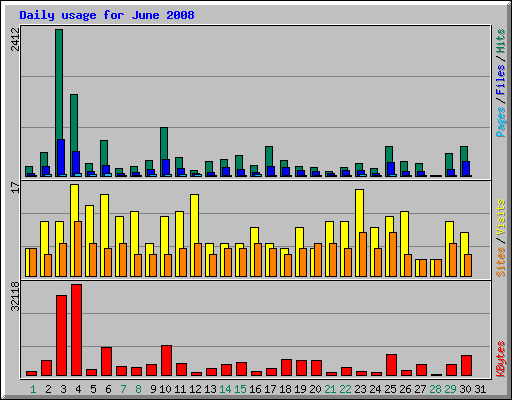 Daily usage for June 2008
2412
Pages / Files / Hits
17
Sites / Visits
32118
KBytes
1 2 3 4 5 6 7 8 9 10 11 12 13 14 15 16 17 18 19 20 21 22 23 24 25 26 27 28 29 30 31